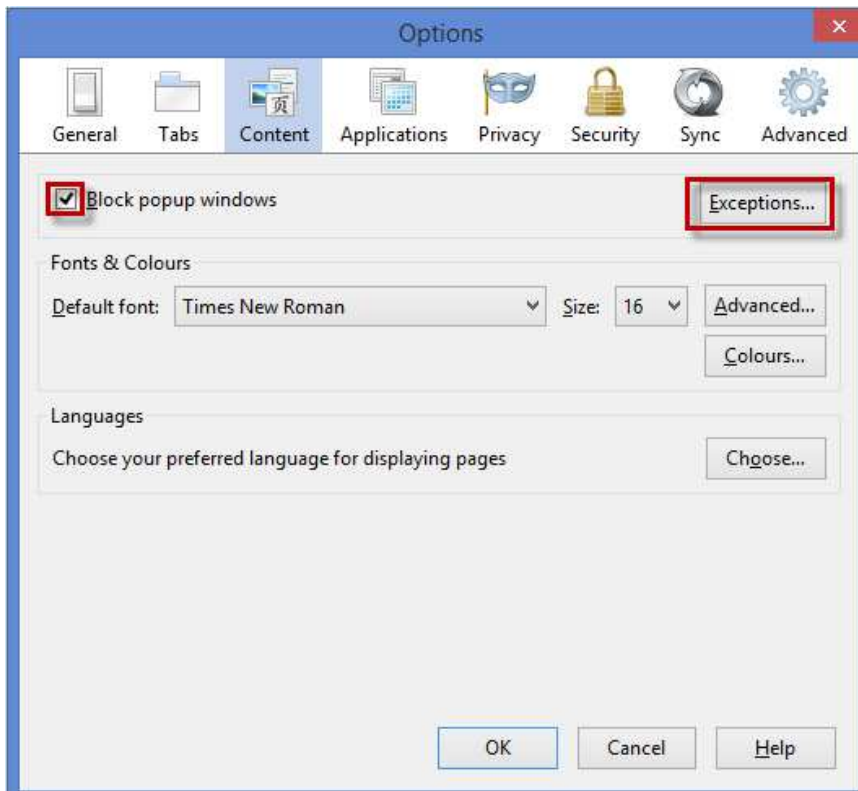 Options
General Tabs Content Applications Privacy Security Sync Advanced
页
Block popup windows Exceptions...
Fonts & Colours
Default font: Times New Roman Size: 16 Advanced...
Colours...
Languages
Choose your preferred language for displaying pages Choose...
OK Cancel Help